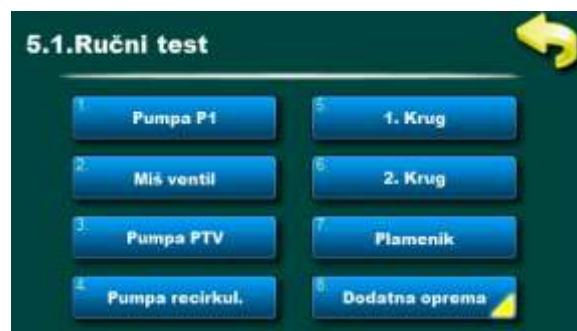 5.1.Ručni test
1.
Pumpa P1
2.
Miš ventil
3.
Pumpa PTV
4.
Pumpa recirkul.
5.
1. Krug
6.
2. Krug
7.
Plamenik
8.
Dodatna oprema